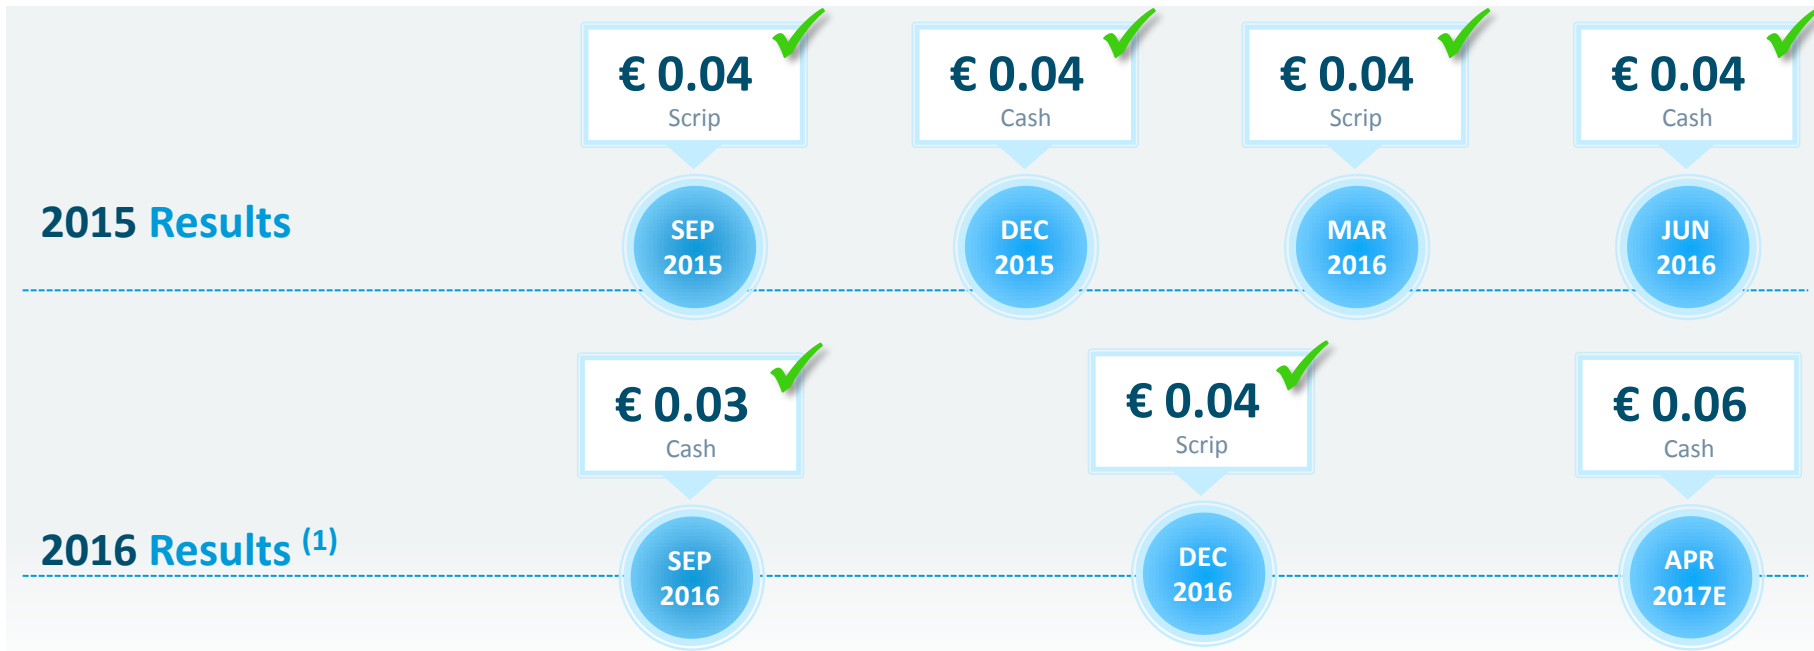 € 0.04
Scrip
€ 0.04
Cash
€ 0.04
Scrip
€ 0.04
Cash
2015 Results
SEP
2015
DEC
2015
MAR
2016
JUN
2016
€ 0.03
Cash
€ 0.04
Scrip
€ 0.06
Cash
2016 Results (1)
SEP
2016
DEC
2016
APR
2017E